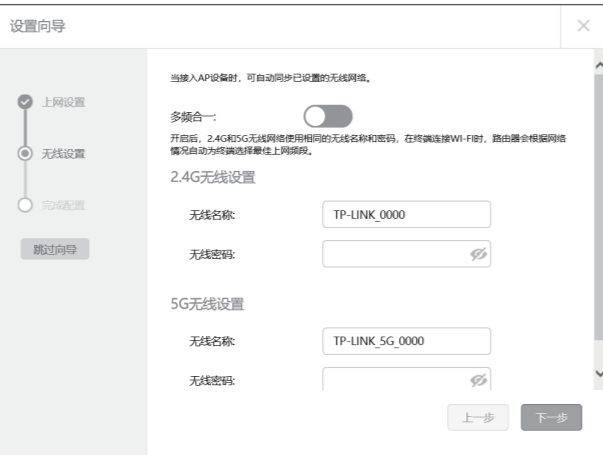 设置向导
上网设置
无线设置
完成配置
跳过向导
当接入AP设备时，可自动同步已设置的无线网络。
多频合一:
开启后，2.4G和5G无线网络使用相同的无线名称和密码，在终端连接WI-FI时，路由器会根据网络
情况自动为终端选择最佳上网频段。
2.4G无线设置
无线名称: TP-LINK_0000
无线密码:
5G无线设置
无线名称: TP-LINK_5G_0000
无线密码:
上一步 下一步